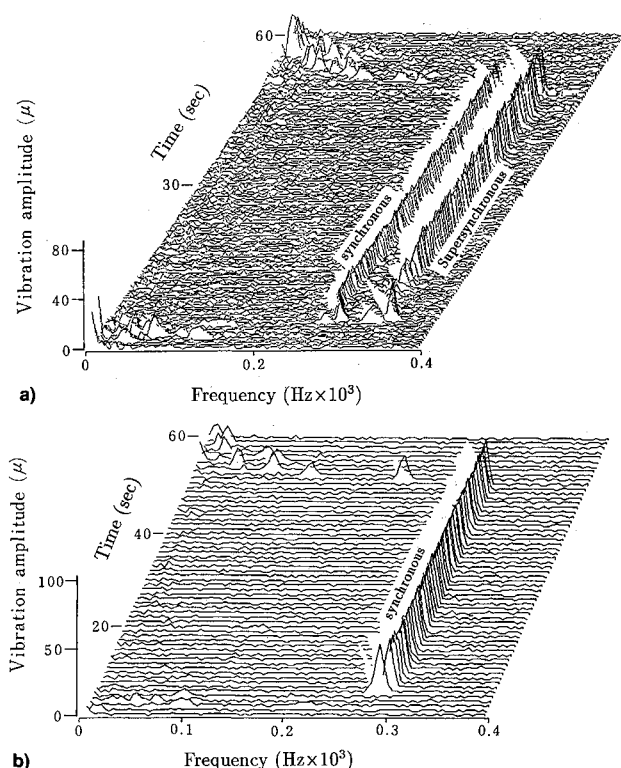 60
Time (sec)
30
Vibration amplitude (μ)
80
40
0
synchronous
Supersynchronous
0
0.2
0.4
Frequency (Hz×10³)
a)
60
Time (sec)
40
20
Vibration amplitude (μ)
100
50
0
synchronous
0
0.1
0.2
0.3
0.4
Frequency (Hz×10³)
b)